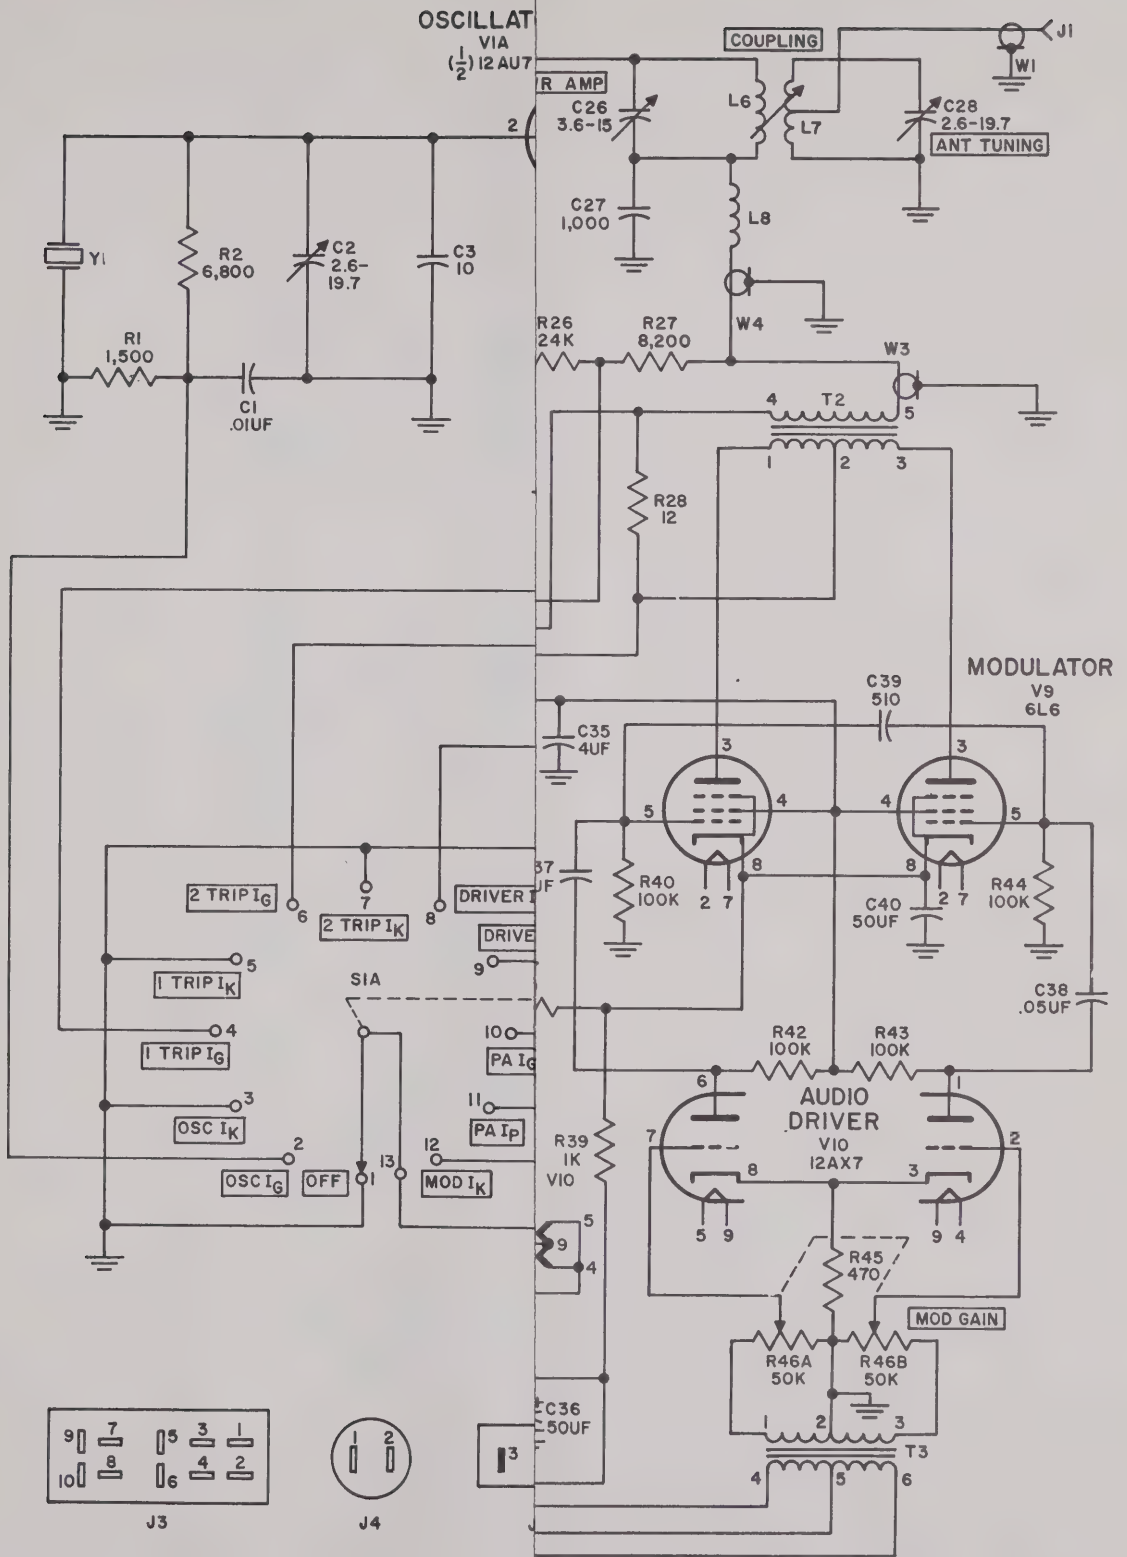 OSCILLAT
V1A
(1/2) 12AU7
2
Y1
R2
6,800
C2
2.6-
19.7
C3
10
R1
1,500
C1
.01UF
2 TRIP IG
6
7
2 TRIP IK
8
DRIVER I
DRIVE
9
5
1 TRIP IK
S1A
4
1 TRIP IG
10
PA IG
3
OSC IK
11
PA IP
2
OSC IG
OFF
1
13
12
MOD IK
9
7
3
1
5
10
8
4
2
6
J3
1
2
J4
3
J
R AMP
COUPLING
J1
W1
C26
3.6-15
L6
L7
C28
2.6-19.7
ANT TUNING
C27
1,000
L8
W4
R26
24K
R27
8,200
W3
4
T2
5
1
2
3
R28
12
MODULATOR
V9
6L6
C39
510
C35
4UF
3
3
5
4
4
5
37
UF
R40
100K
8
2 7
8
2 7
C40
50UF
R44
100K
C38
.05UF
R42
100K
R43
100K
6
1
AUDIO
DRIVER
V10
12AX7
7
2
8
3
5 9
9 4
R39
1K
V10
5
9
4
R45
470
MOD GAIN
R46A
50K
R46B
50K
C36
50UF
1
2
3
T3
4
5
6